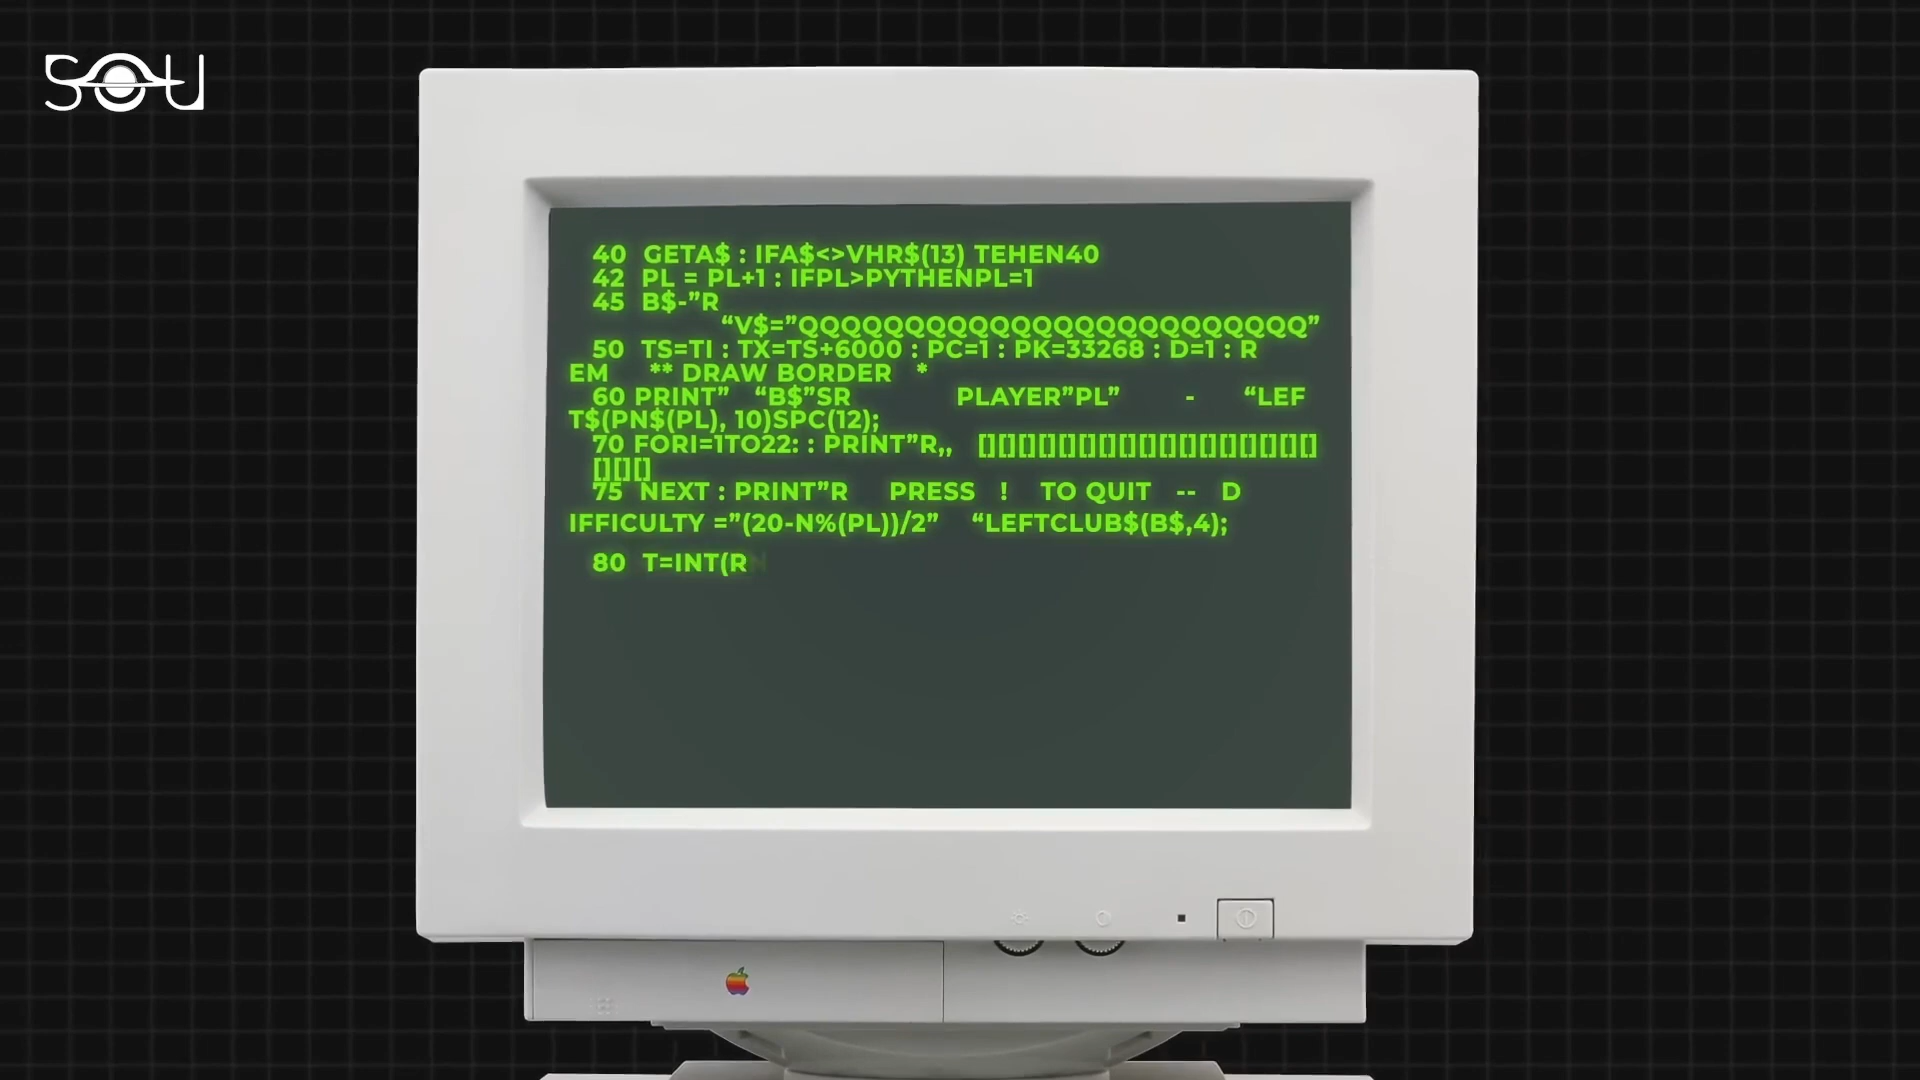 SOU
40 GETA$ : IFA$<>VHR$(13) TEHEN40
42 PL = PL+1 : IFPL>PYTHENPL=1
45 B$-”R
“V$=”QQQQQQQQQQQQQQQQQQQQQQQQ”
50 TS=TI : TX=TS+6000 : PC=1 : PK=33268 : D=1 : R
EM ** DRAW BORDER *
60 PRINT” “B$”SR PLAYER”PL” - “LEF
T$(PN$(PL), 10)SPC(12);
70 FORI=1TO22: : PRINT”R,, [][][][][][][][][][][][][][][][][]
[][][]
75 NEXT : PRINT”R PRESS ! TO QUIT -- D
IFFICULTY =”(20-N%(PL))/2” “LEFTCLUB$(B$,4);
80 T=INT(RN